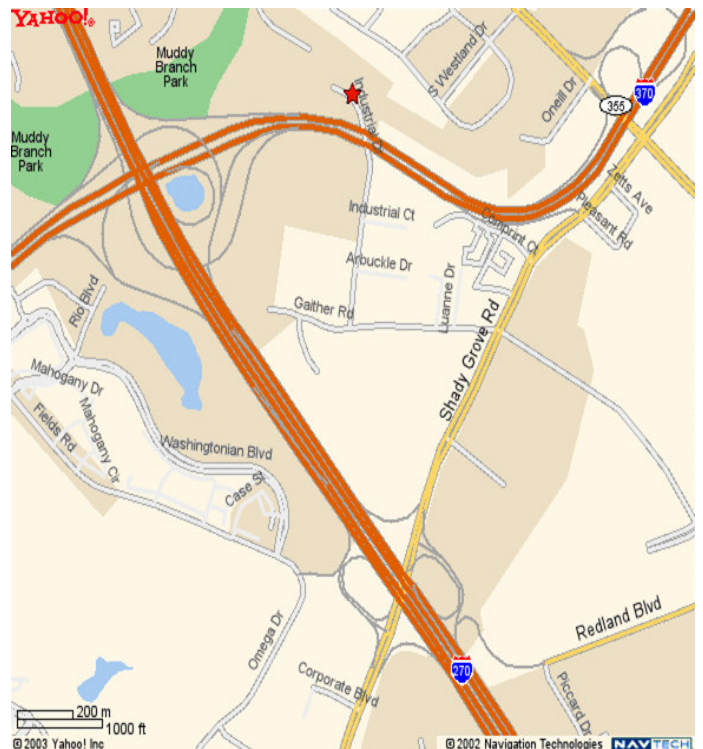 YAHOO!®
Muddy
Branch
Park
S Westland Dr
Oneill Dr
370
355
Industrial D
Muddy
Branch
Park
Zetts Ave
Pleasant Rd
Industrial Ct
Comprint Ct
Arbuckle Dr
Luanne Dr
Rio Blvd
Gaither Rd
Shady Grove Rd
Mahogany Dr
Mahogany Cir
Fields Rd
Washingtonian Blvd
Case St
Redland Blvd
Omega Dr
270
Corporate Blvd
Piccard Dr
200 m
1000 ft
©2003 Yahoo! Inc
©2002 Navigation Technologies NAVTECH